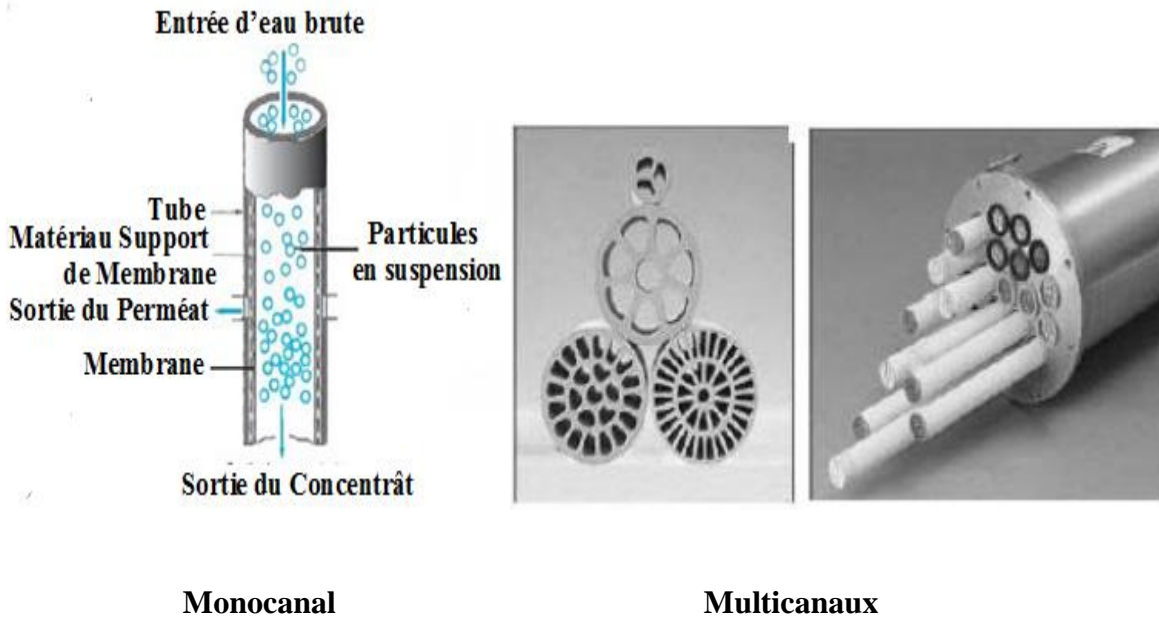 Entrée d’eau brute
Tube
Matériau Support
de Membrane
Sortie du Perméat
Membrane
Particules
en suspension
Sortie du Concentrât
Monocanal
Multicanaux